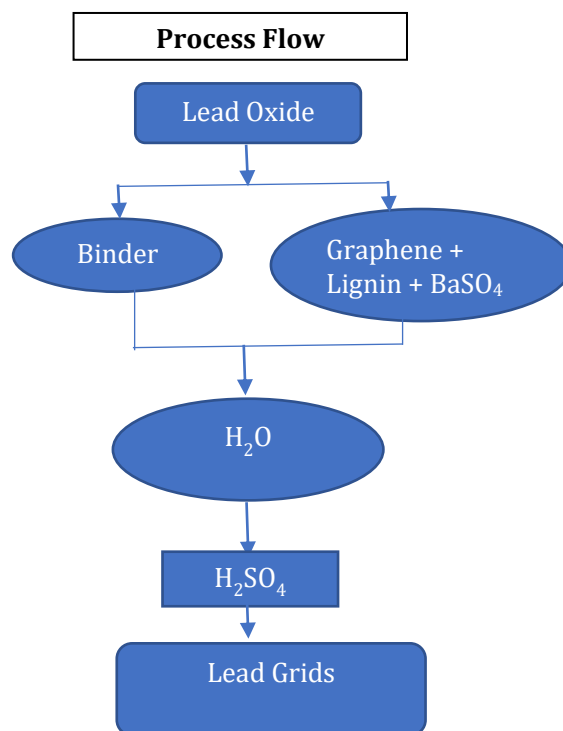 Process Flow
Lead Oxide
Binder
Graphene +
Lignin + BaSO₄
H₂O
H₂SO₄
Lead Grids